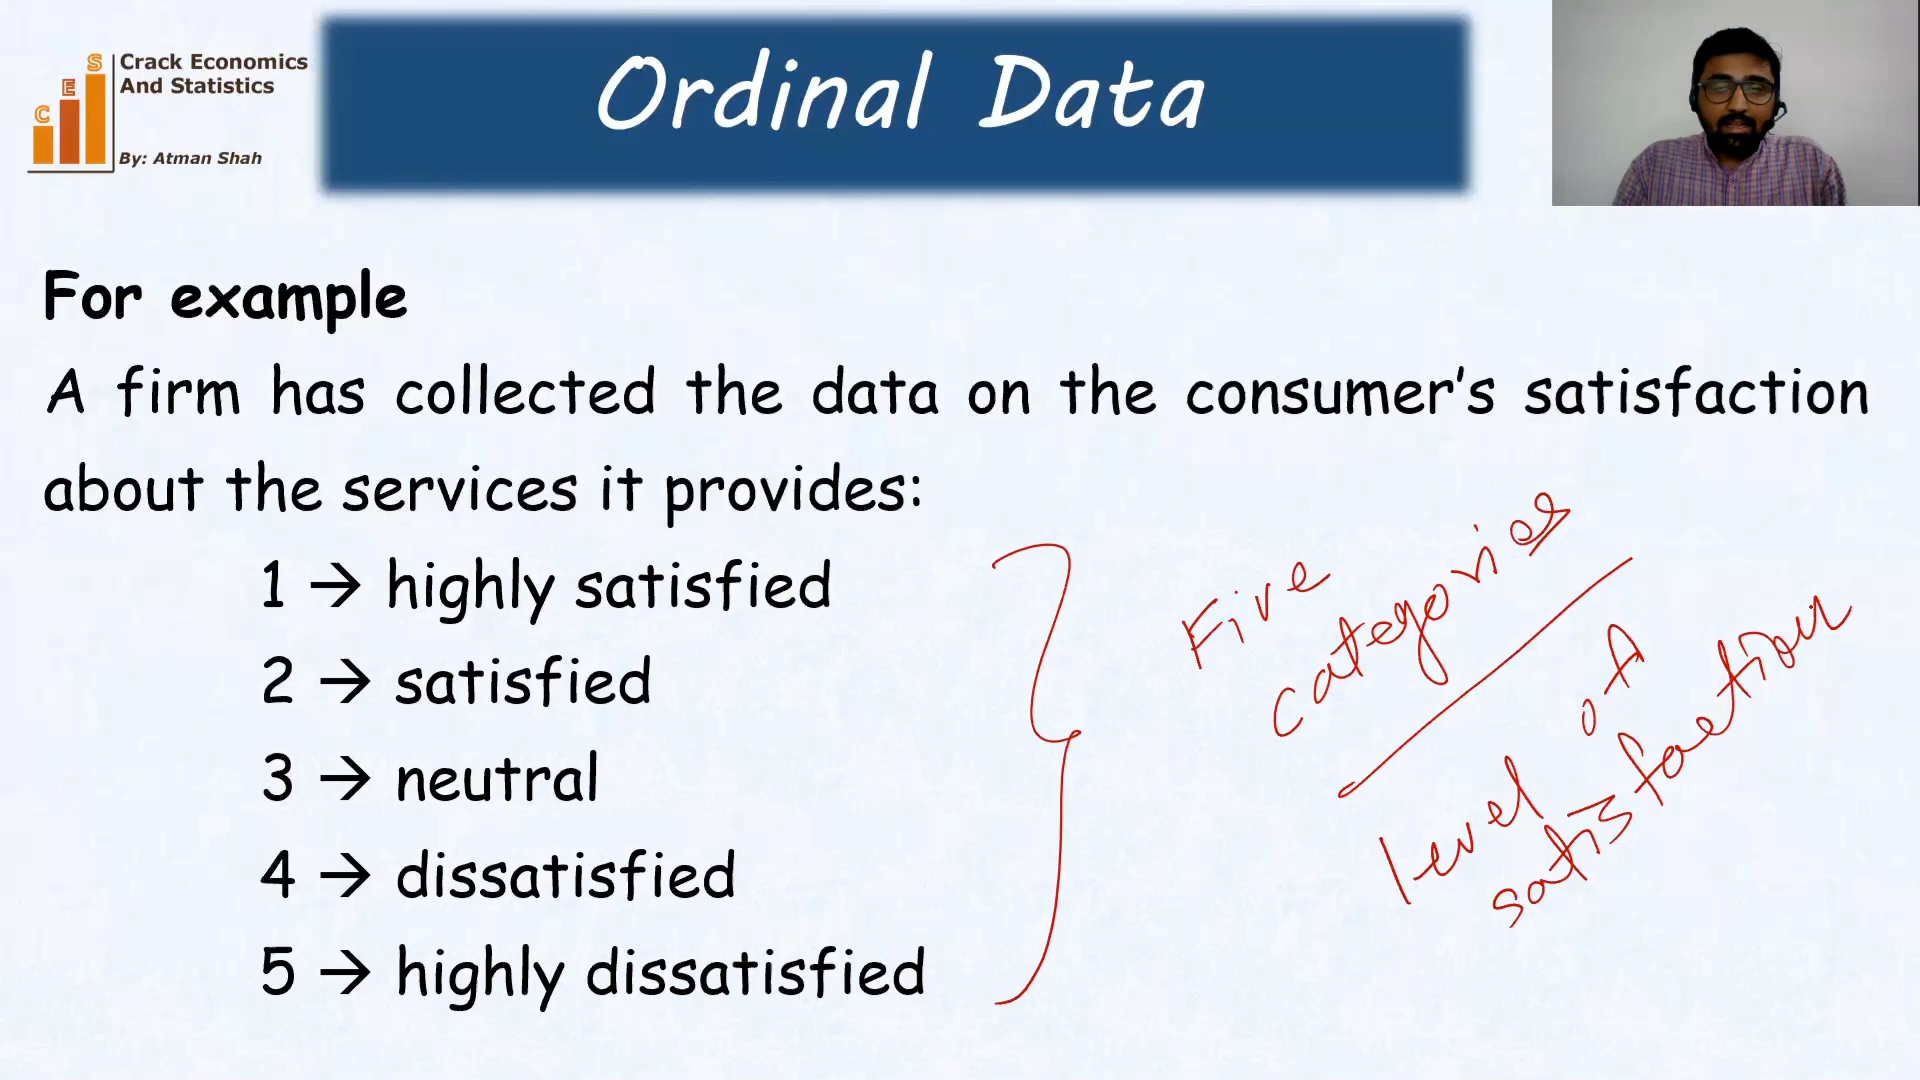 C E S
Crack Economics
And Statistics
By: Atman Shah
Ordinal Data
For example
A firm has collected the data on the consumer's satisfaction
about the services it provides:
1 → highly satisfied
2 → satisfied
3 → neutral
4 → dissatisfied
5 → highly dissatisfied
Five
categories
level of
satisfaction